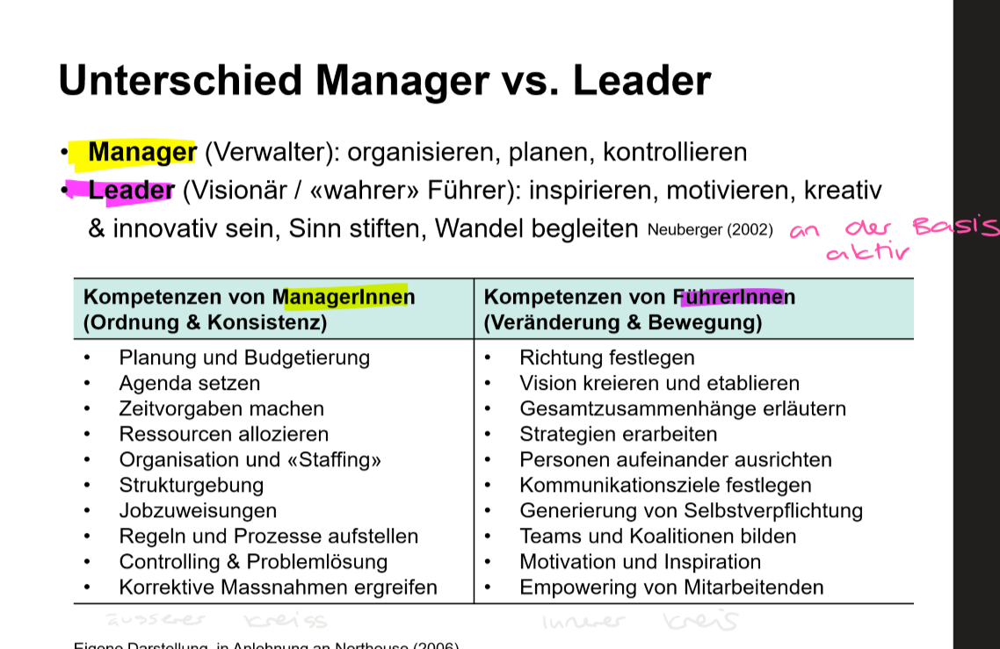 Unterschied Manager vs. Leader
• Manager (Verwalter): organisieren, planen, kontrollieren
• Leader (Visionär / «wahrer» Führer): inspirieren, motivieren, kreativ
& innovativ sein, Sinn stiften, Wandel begleiten Neuberger (2002) an der Basis
aktiv
Kompetenzen von ManagerInnen
(Ordnung & Konsistenz)
• Planung und Budgetierung
• Agenda setzen
• Zeitvorgaben machen
• Ressourcen allozieren
• Organisation und «Staffing»
• Strukturgebung
• Jobzuweisungen
• Regeln und Prozesse aufstellen
• Controlling & Problemlösung
• Korrektive Massnahmen ergreifen
äusserer kreiss
Kompetenzen von FührerInnen
(Veränderung & Bewegung)
• Richtung festlegen
• Vision kreieren und etablieren
• Gesamtzusammenhänge erläutern
• Strategien erarbeiten
• Personen aufeinander ausrichten
• Kommunikationsziele festlegen
• Generierung von Selbstverpflichtung
• Teams und Koalitionen bilden
• Motivation und Inspiration
• Empowering von Mitarbeitenden
innerer kreis
Eigene Darstellung, in Anlehnung an Northouse (2006)